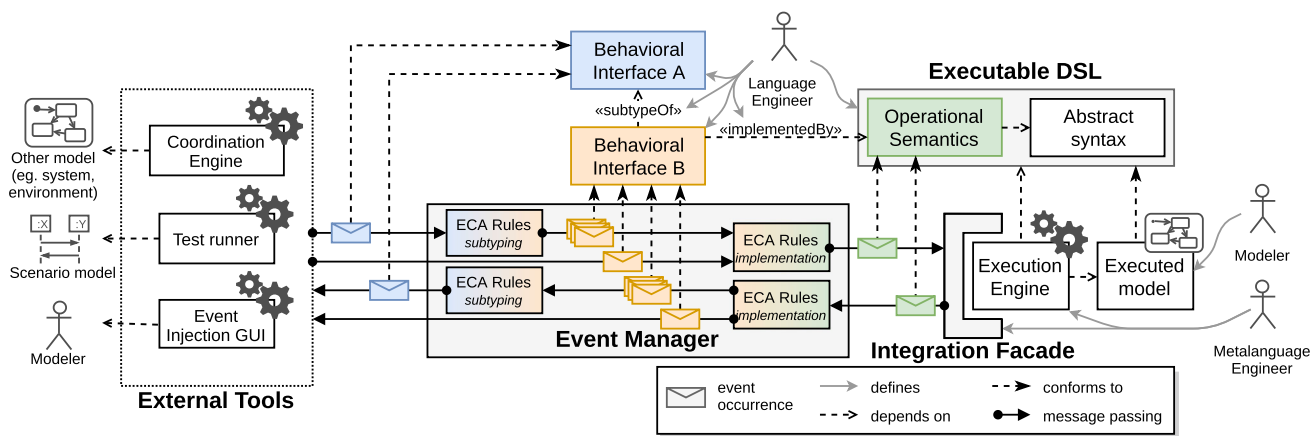 Behavioral
Interface A
Language
Engineer
Executable DSL
«subtypeOf»
«implementedBy»
Operational
Semantics
Abstract
syntax
Behavioral
Interface B
Coordination
Engine
Other model
(eg. system,
environment)
:X
:Y
Test runner
Scenario model
Event
Injection GUI
Modeler
External Tools
ECA Rules
subtyping
ECA Rules
implementation
ECA Rules
subtyping
ECA Rules
implementation
Event Manager
Execution
Engine
Executed
model
Integration Facade
Modeler
Metalanguage
Engineer
event
occurrence
defines
depends on
conforms to
message passing